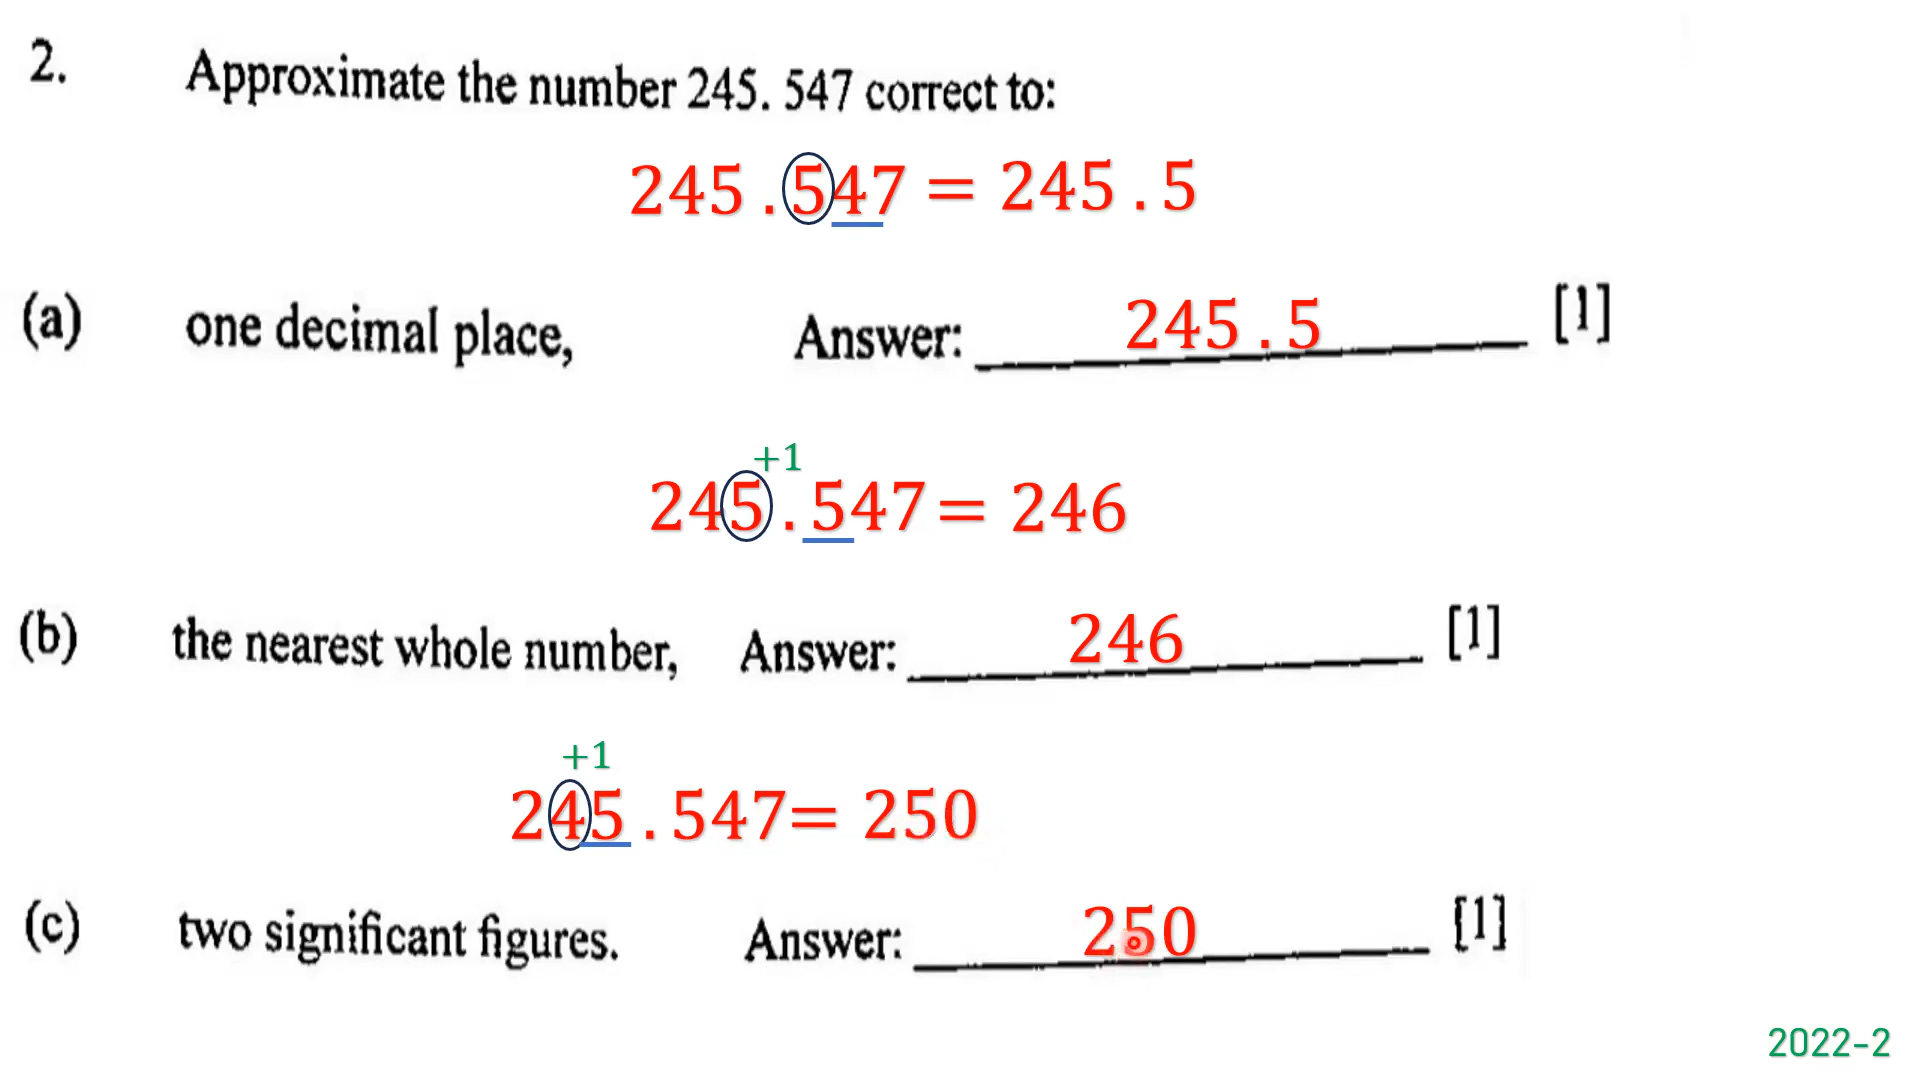 2. Approximate the number 245. 547 correct to:
245 . 547 = 245 . 5
(a) one decimal place, Answer: 245 . 5 [1]
+1
245 . 547 = 246
(b) the nearest whole number, Answer: 246 [1]
+1
245 . 547 = 250
(c) two significant figures. Answer: 250 [1]
2022-2